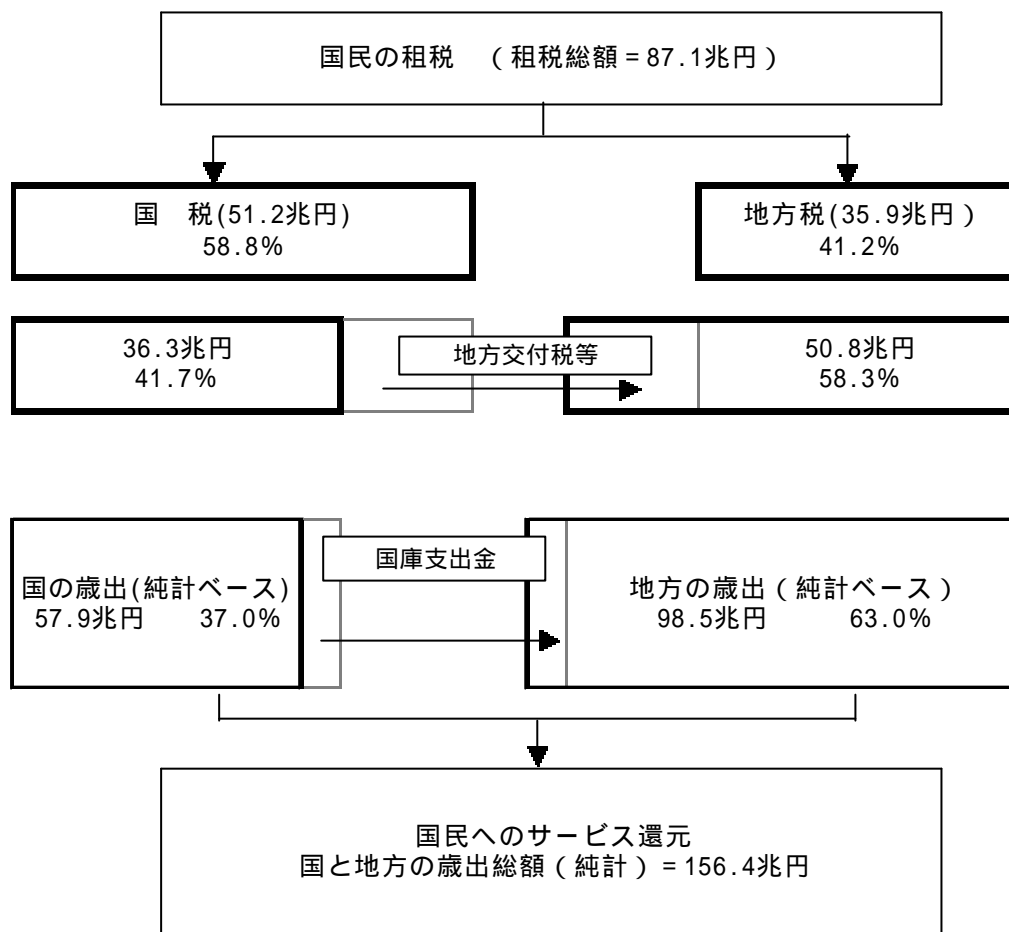 国民の租税　（租税総額＝87.1兆円）
国　税(51.2兆円)
58.8%
地方税(35.9兆円）
41.2%
36.3兆円
41.7%
地方交付税等
50.8兆円
58.3%
国庫支出金
国の歳出(純計ベース)
57.9兆円　37.0%
地方の歳出（純計ベース）
98.5兆円　63.0%
国民へのサービス還元
国と地方の歳出総額（純計）＝156.4兆円